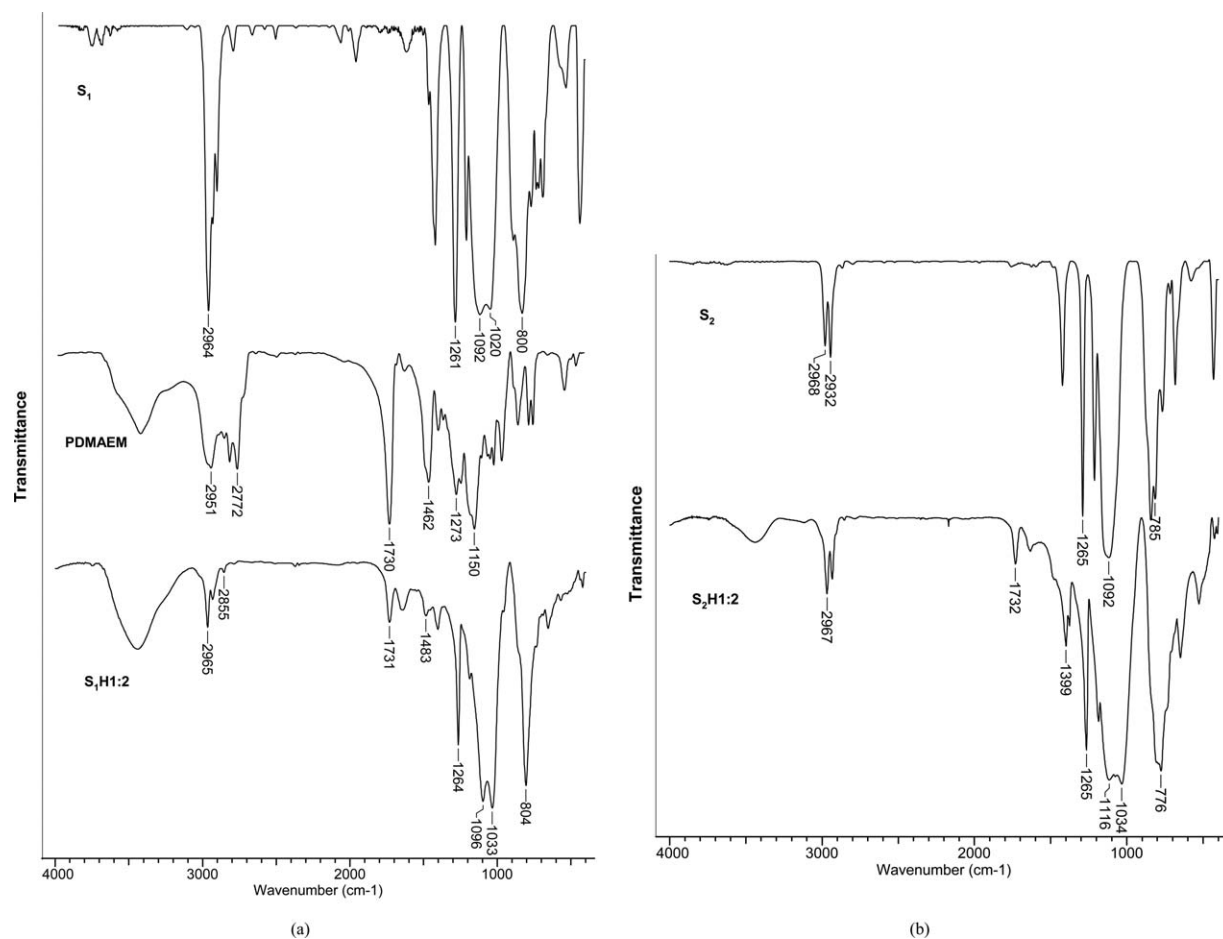 S1
2964
1261
1092
1020
800
PDMAEM
2951
2772
1730
1462
1273
1150
S1H1:2
2965
2855
1731
1483
1264
1096
1033
804
Transmittance
4000 3000 2000 1000
Wavenumber (cm-1)
(a)
S2
2968
2932
1265
1092
785
S2H1:2
2967
1732
1399
1265
1116
1034
776
Transmittance
4000 3000 2000 1000
Wavenumber (cm-1)
(b)